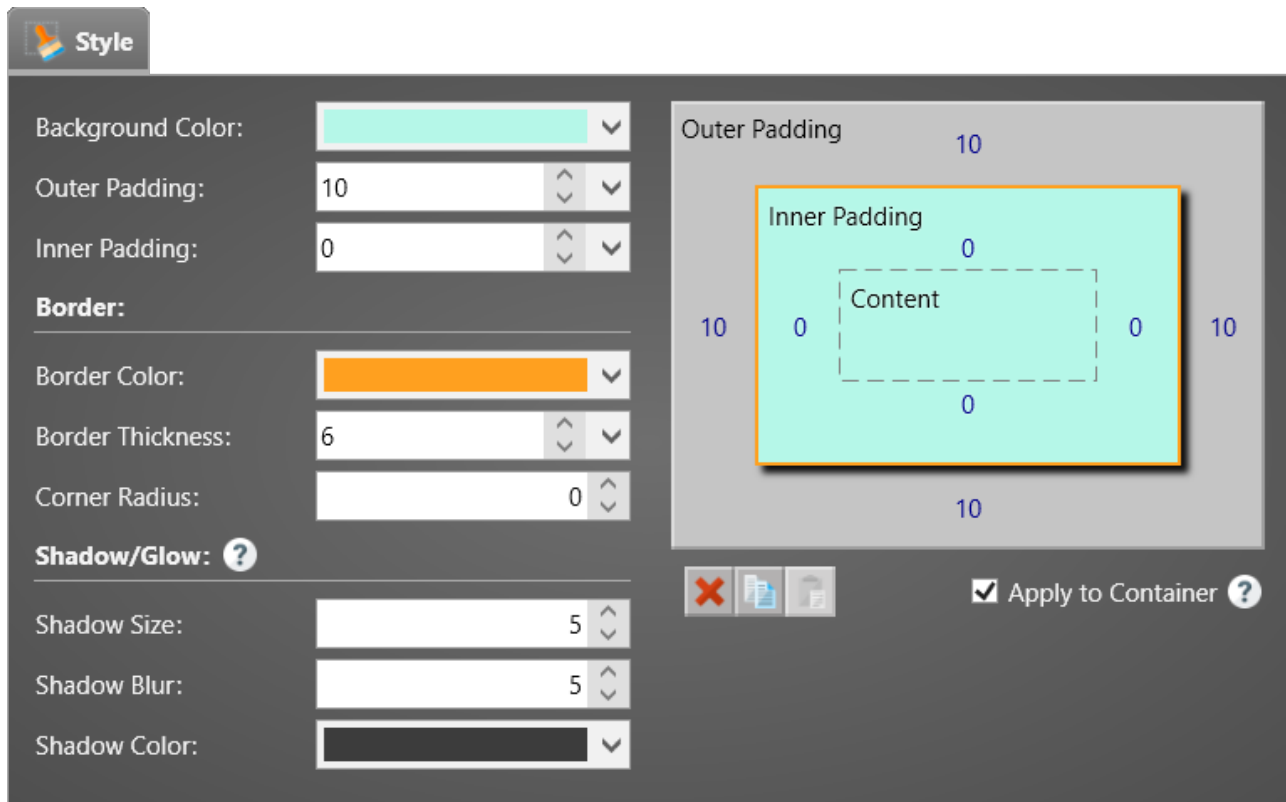 Style
Background Color:
Outer Padding: 10
Inner Padding: 0
Border:
Border Color:
Border Thickness: 6
Corner Radius: 0
Shadow/Glow: ?
Shadow Size: 5
Shadow Blur: 5
Shadow Color:
Outer Padding
10
Inner Padding
0
Content
10 0 0 10
0
10
Apply to Container ?